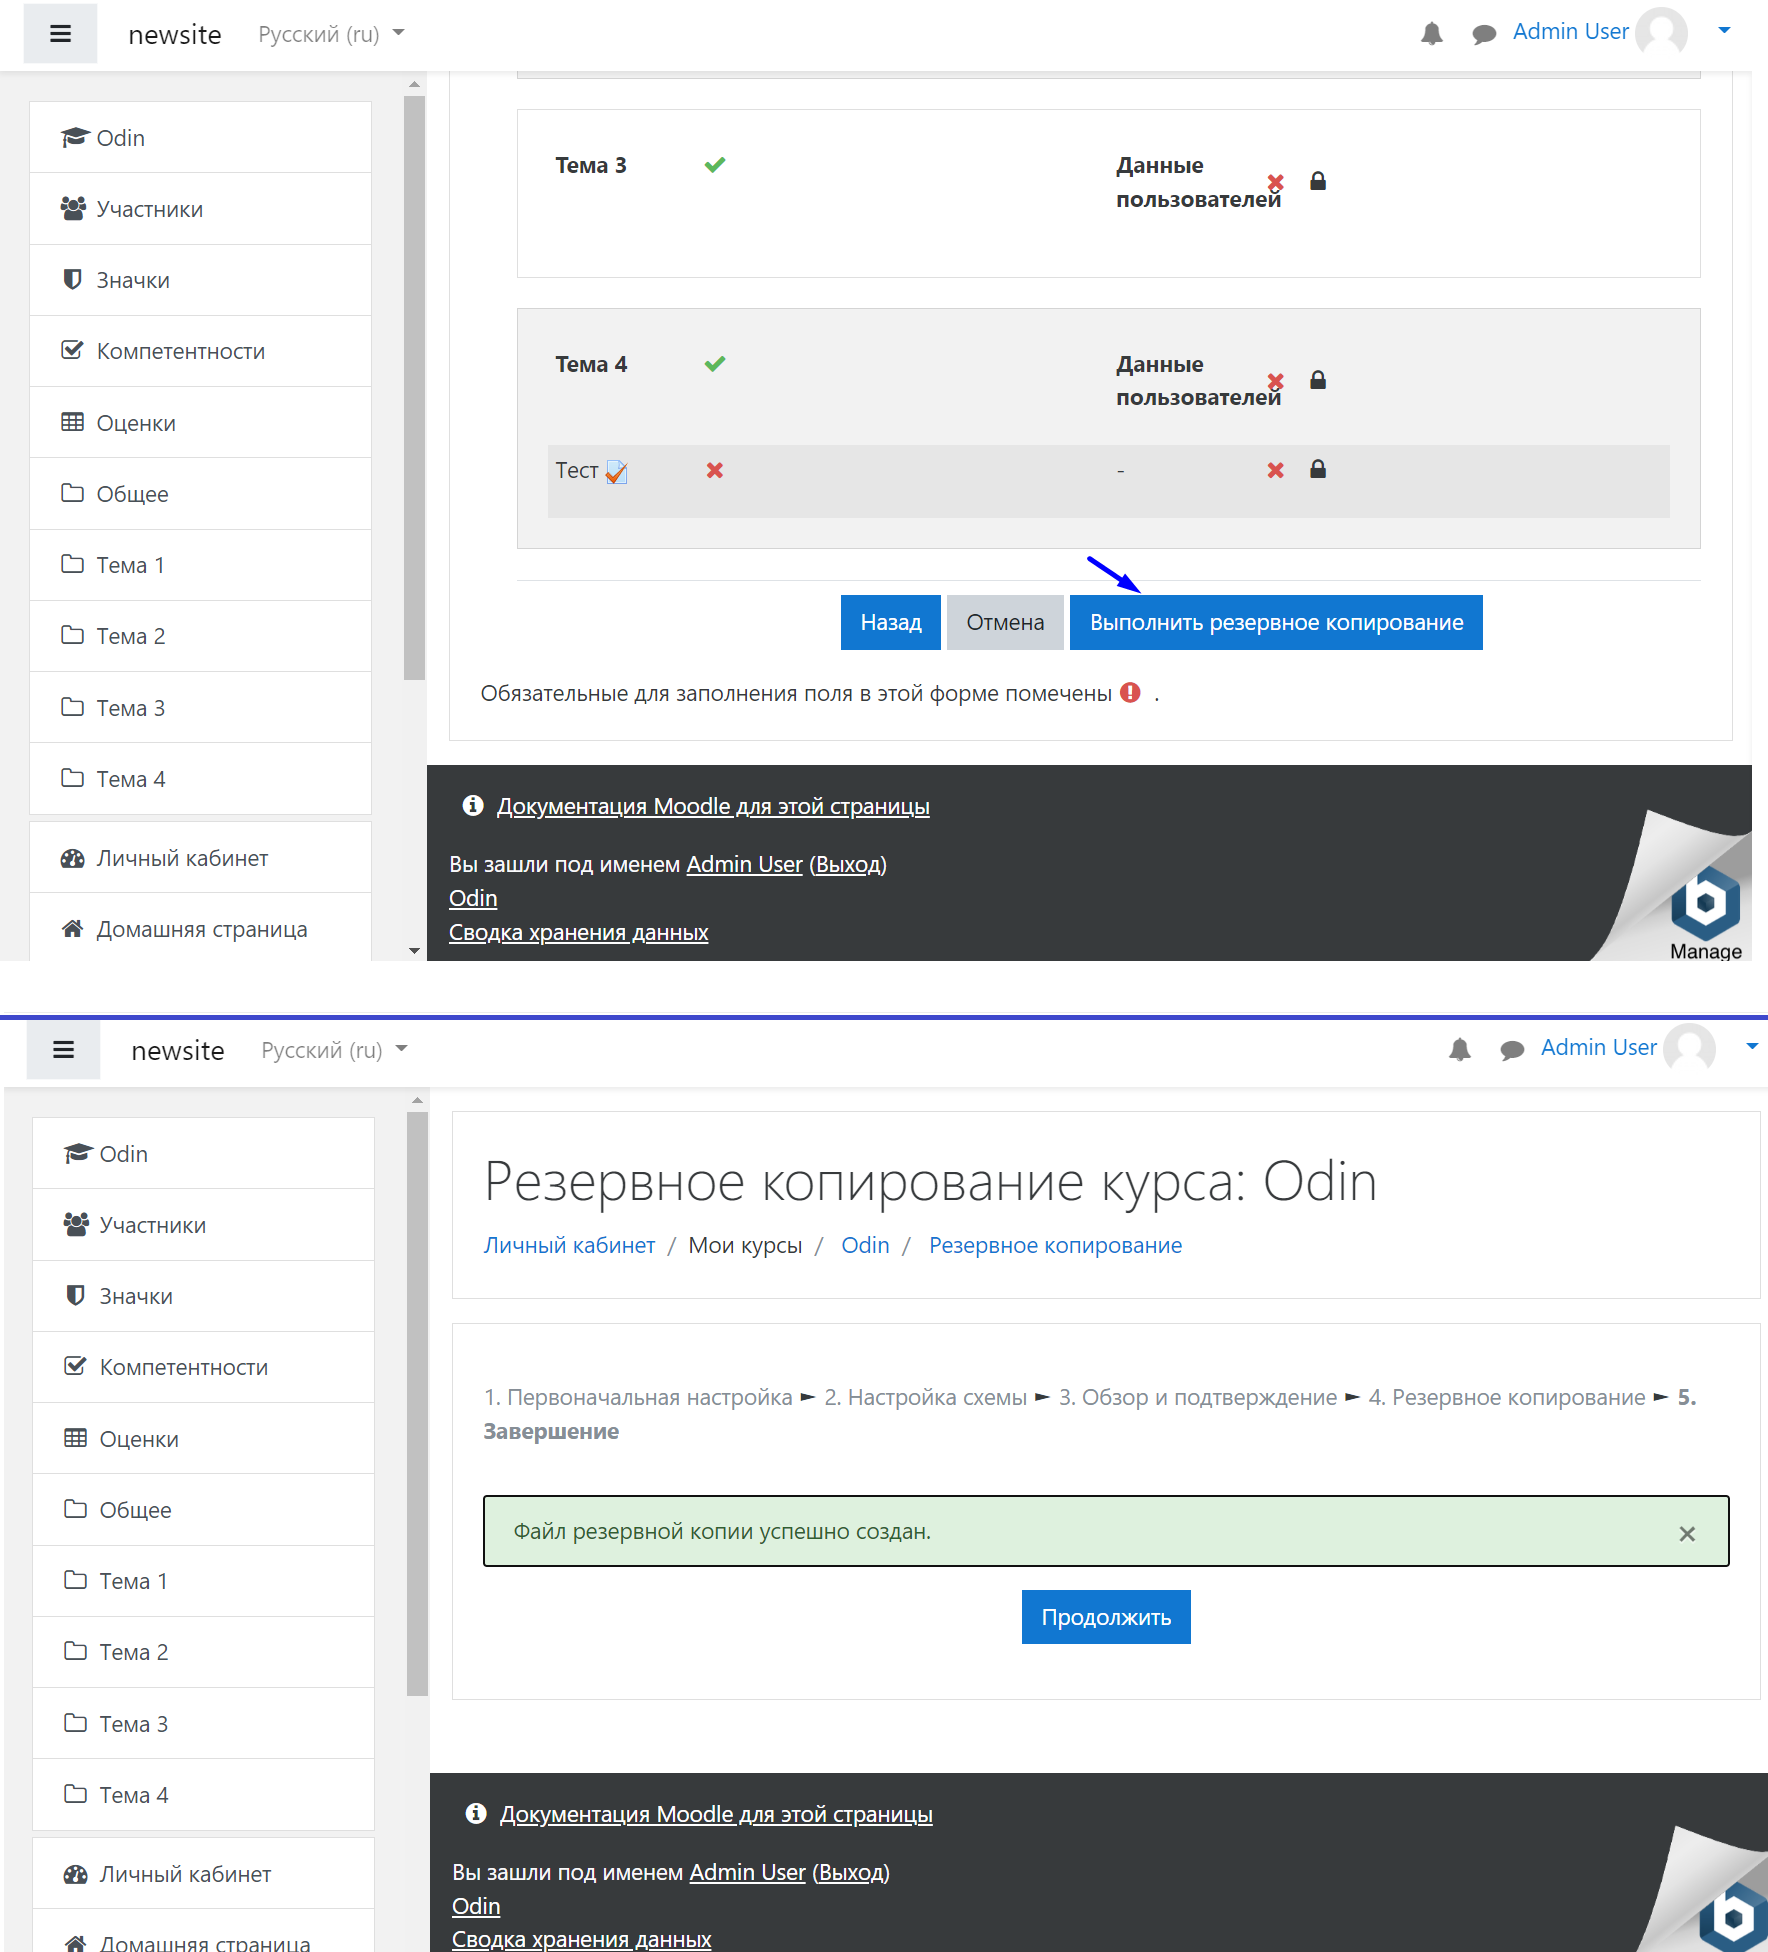 newsite
Русский (ru)
Admin User
Odin
Участники
Значки
Компетентности
Оценки
Общее
Тема 1
Тема 2
Тема 3
Тема 4
Личный кабинет
Домашняя страница
Тема 3
Данные
пользователей
Тема 4
Данные
пользователей
Тест
-
Назад
Отмена
Выполнить резервное копирование
Обязательные для заполнения поля в этой форме помечены .
Документация Moodle для этой страницы
Вы зашли под именем Admin User (Выход)
Odin
Сводка хранения данных
b
Manage
newsite
Русский (ru)
Admin User
Odin
Участники
Значки
Компетентности
Оценки
Общее
Тема 1
Тема 2
Тема 3
Тема 4
Личный кабинет
Домашняя страница
Резервное копирование курса: Odin
Личный кабинет / Мои курсы / Odin / Резервное копирование
1. Первоначальная настройка ► 2. Настройка схемы ► 3. Обзор и подтверждение ► 4. Резервное копирование ► 5.
Завершение
Файл резервной копии успешно создан.
×
Продолжить
Документация Moodle для этой страницы
Вы зашли под именем Admin User (Выход)
Odin
Сводка хранения данных
b